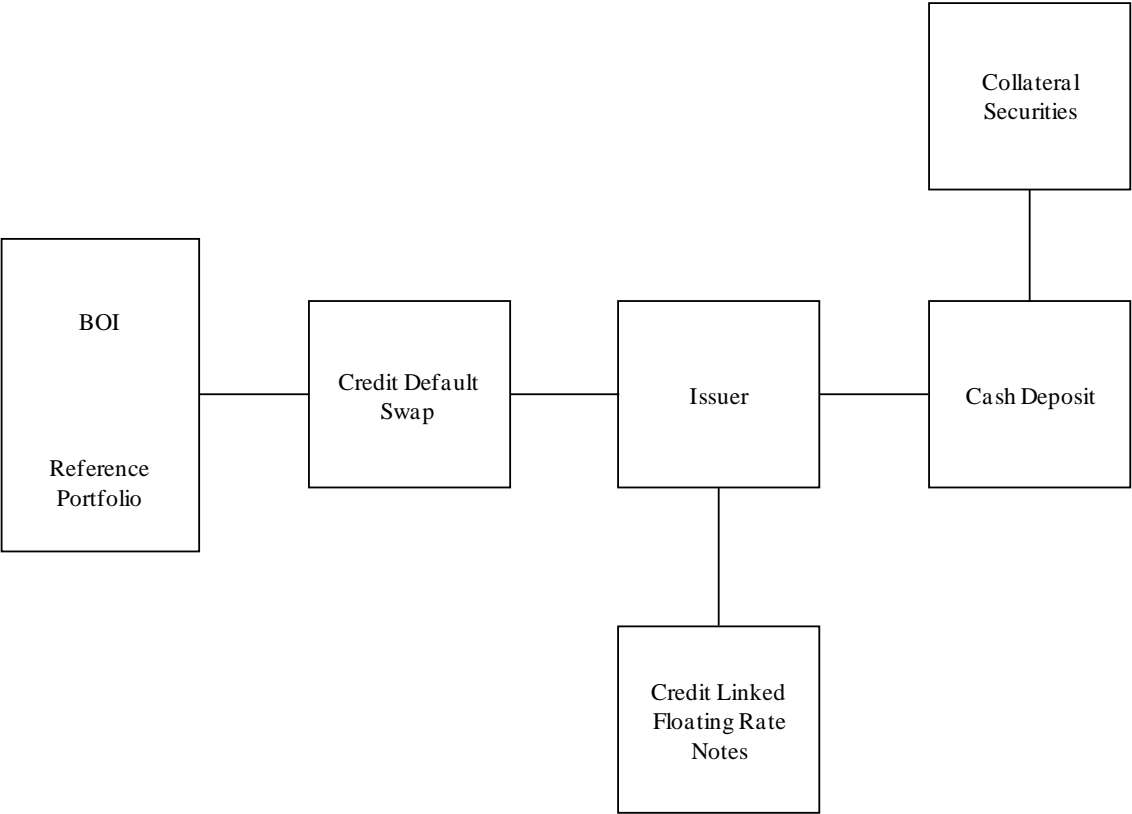 Collateral
Securities
BOI
Reference
Portfolio
Credit Default
Swap
Issuer
Cash Deposit
Credit Linked
Floating Rate
Notes